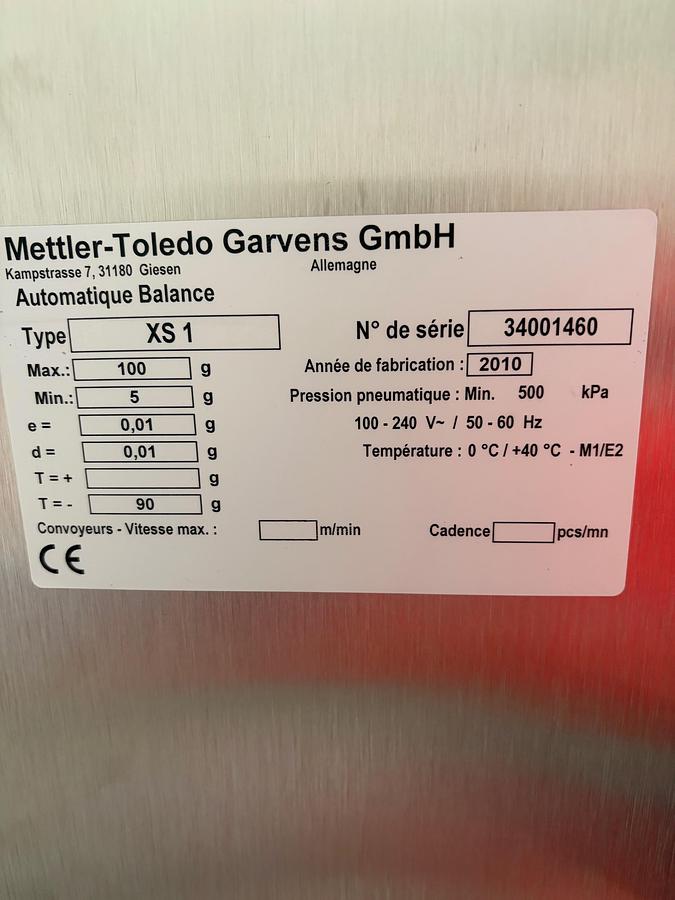 Mettler-Toledo Garvens GmbH
Kampstrasse 7, 31180 Giesen Allemagne
Automatique Balance
Type XS 1 N° de série 34001460
Max.: 100 g Année de fabrication : 2010
Min.: 5 g Pression pneumatique : Min. 500 kPa
e = 0,01 g 100 - 240 V~ / 50 - 60 Hz
d = 0,01 g Température : 0 °C / +40 °C - M1/E2
T = + g
T = - 90 g
Convoyeurs - Vitesse max. : m/min Cadence pcs/mn
CE